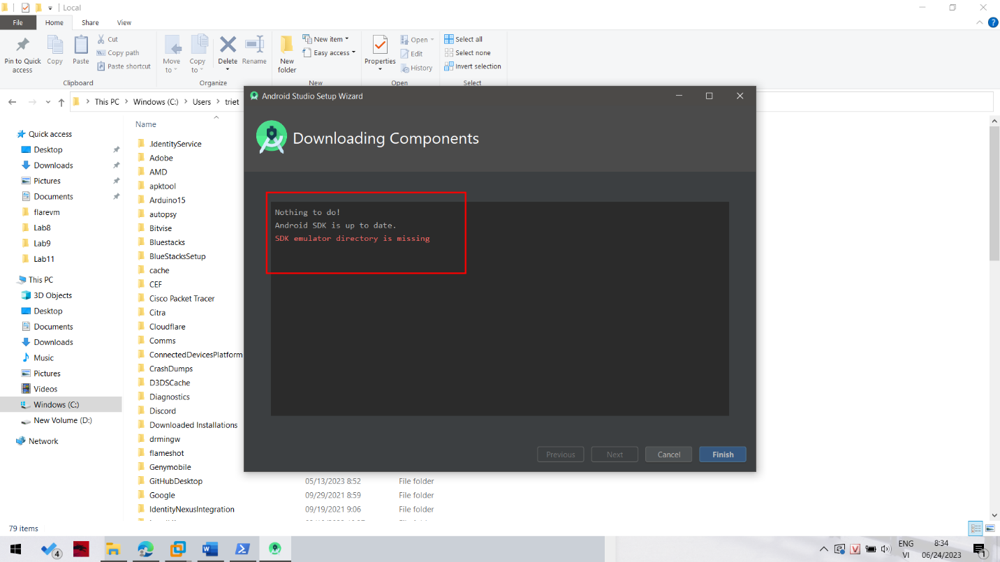 Local
File
Home
Share
View
Pin to Quick
access
Copy
Paste
Cut
Copy path
Paste shortcut
Clipboard
Move
to
Copy
to
Delete
Rename
Organize
New
folder
New item
Easy access
New
Properties
Open
Edit
History
Open
Select all
Select none
Invert selection
Select
This PC
Windows (C:)
Users
triet
Quick access
Desktop
Downloads
Pictures
Documents
flarevm
Lab8
Lab9
Lab11
This PC
3D Objects
Desktop
Documents
Downloads
Music
Pictures
Videos
Windows (C:)
New Volume (D:)
Network
Name
.IdentityService
Adobe
AMD
apktool
Arduino15
autopsy
Bitvise
Bluestacks
BlueStacksSetup
cache
CEF
Cisco Packet Tracer
Citra
Cloudflare
Comms
ConnectedDevicesPlatform
CrashDumps
D3DSCache
Diagnostics
Discord
Downloaded Installations
drmingw
flameshot
Genymobile
GitHubDesktop 05/13/2023 8:52 File folder
Google 09/29/2021 8:59 File folder
IdentityNexusIntegration 09/19/2021 9:06 File folder
Android Studio Setup Wizard
Downloading Components
Nothing to do!
Android SDK is up to date.
SDK emulator directory is missing
Previous
Next
Cancel
Finish
79 items
4
ENG
VI
8:34
06/24/2023
1